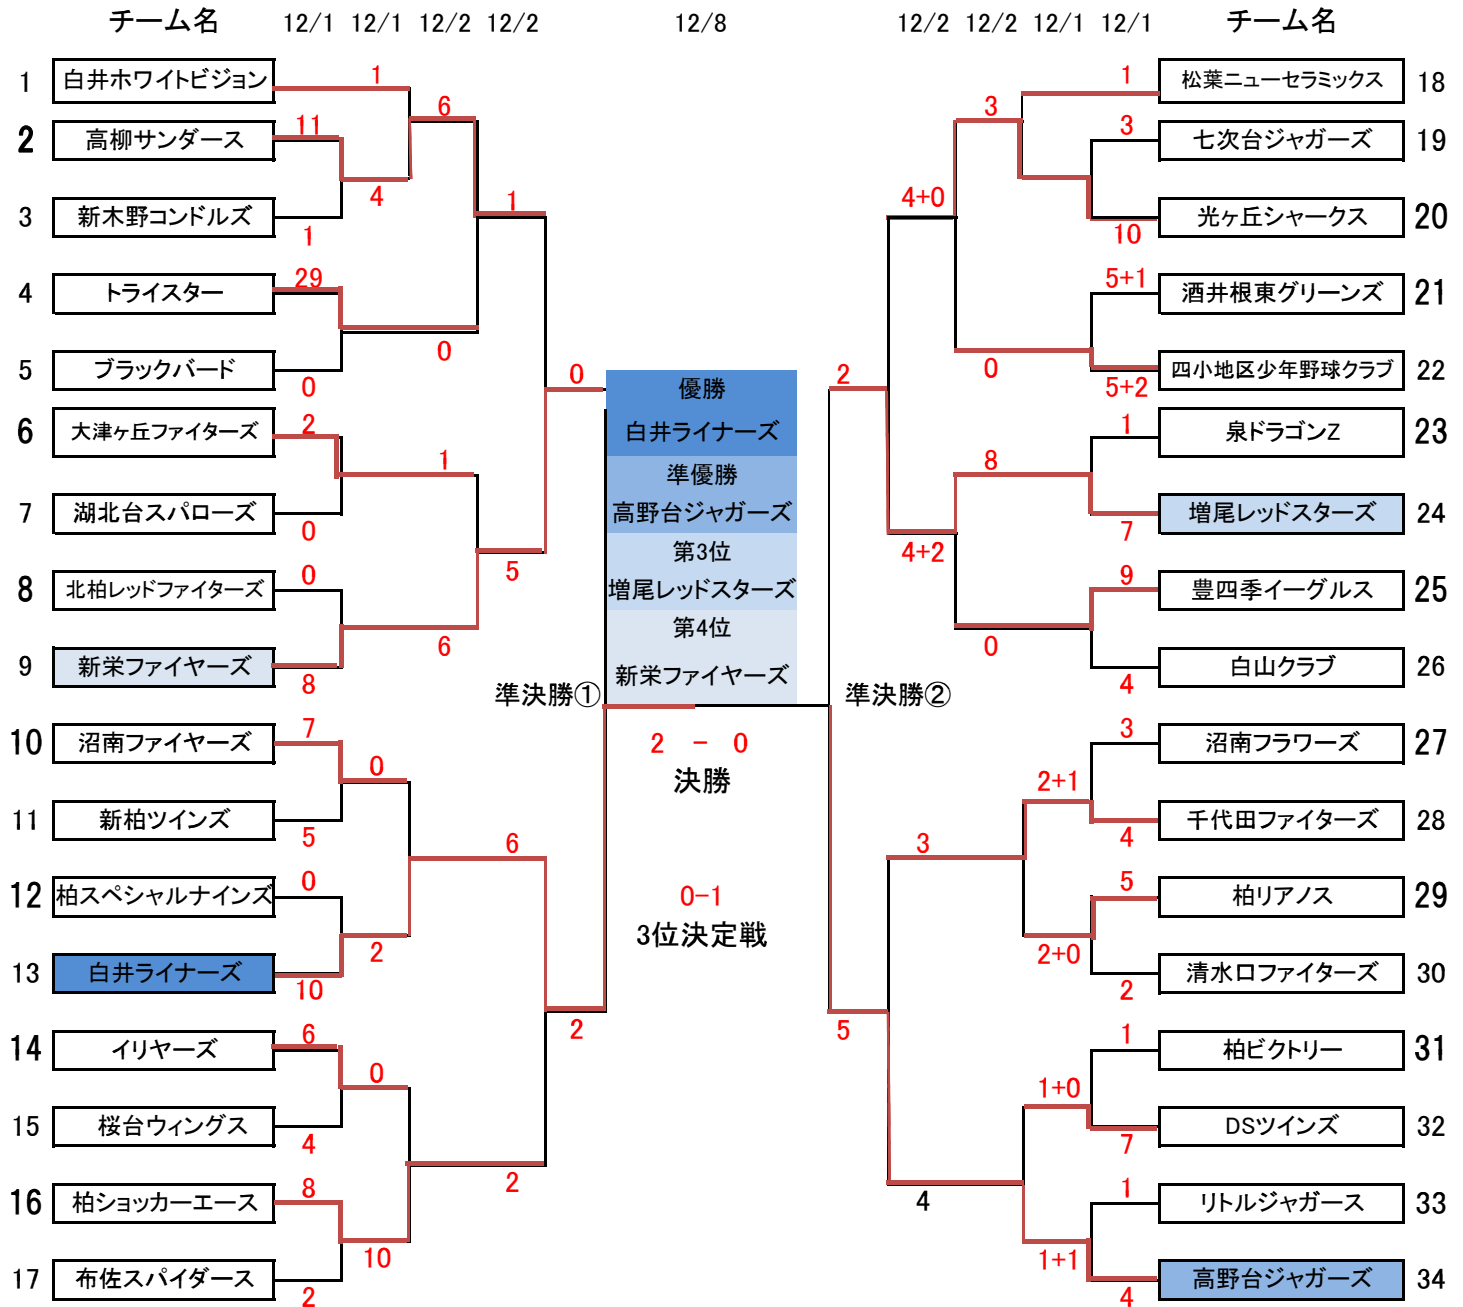 チーム名 12/1 12/1 12/2 12/2 12/8 12/2 12/2 12/1 12/1 チーム名
1 白井ホワイトビジョン 1 1 松葉ニューセラミックス 18
6 3
2 高柳サンダース 11 3 七次台ジャガーズ 19
4 1 4+0
3 新木野コンドルズ 1 10 光ヶ丘シャークス 20
4 トライスター 29 5+1 酒井根東グリーンズ 21
0 0
5 ブラックバード 0 5+2 四小地区少年野球クラブ 22
0 優勝 2
6 大津ヶ丘ファイターズ 2 白井ライナーズ 1 泉ドラゴンZ 23
1 準優勝 8
7 湖北台スパローズ 0 高野台ジャガーズ 7 増尾レッドスターズ 24
5 第3位 4+2
8 北柏レッドファイターズ 0 増尾レッドスターズ 9 豊四季イーグルス 25
6 第4位 0
9 新栄ファイヤーズ 8 新栄ファイヤーズ 4 白山クラブ 26
準決勝① 準決勝②
10 沼南ファイヤーズ 7 2 - 0 3 沼南フラワーズ 27
0 決勝 2+1
11 新柏ツインズ 5 4 千代田ファイターズ 28
6 3
12 柏スペシャルナインズ 0 0-1 5 柏リアノス 29
2 3位決定戦 2+0
13 白井ライナーズ 10 2 清水口ファイターズ 30
2 5
14 イリヤーズ 6 1 柏ビクトリー 31
0 1+0
15 桜台ウィングス 4 7 DSツインズ 32
2 4
16 柏ショッカーエース 8 1 リトルジャガース 33
10 1+1
17 布佐スパイダース 2 4 高野台ジャガーズ 34